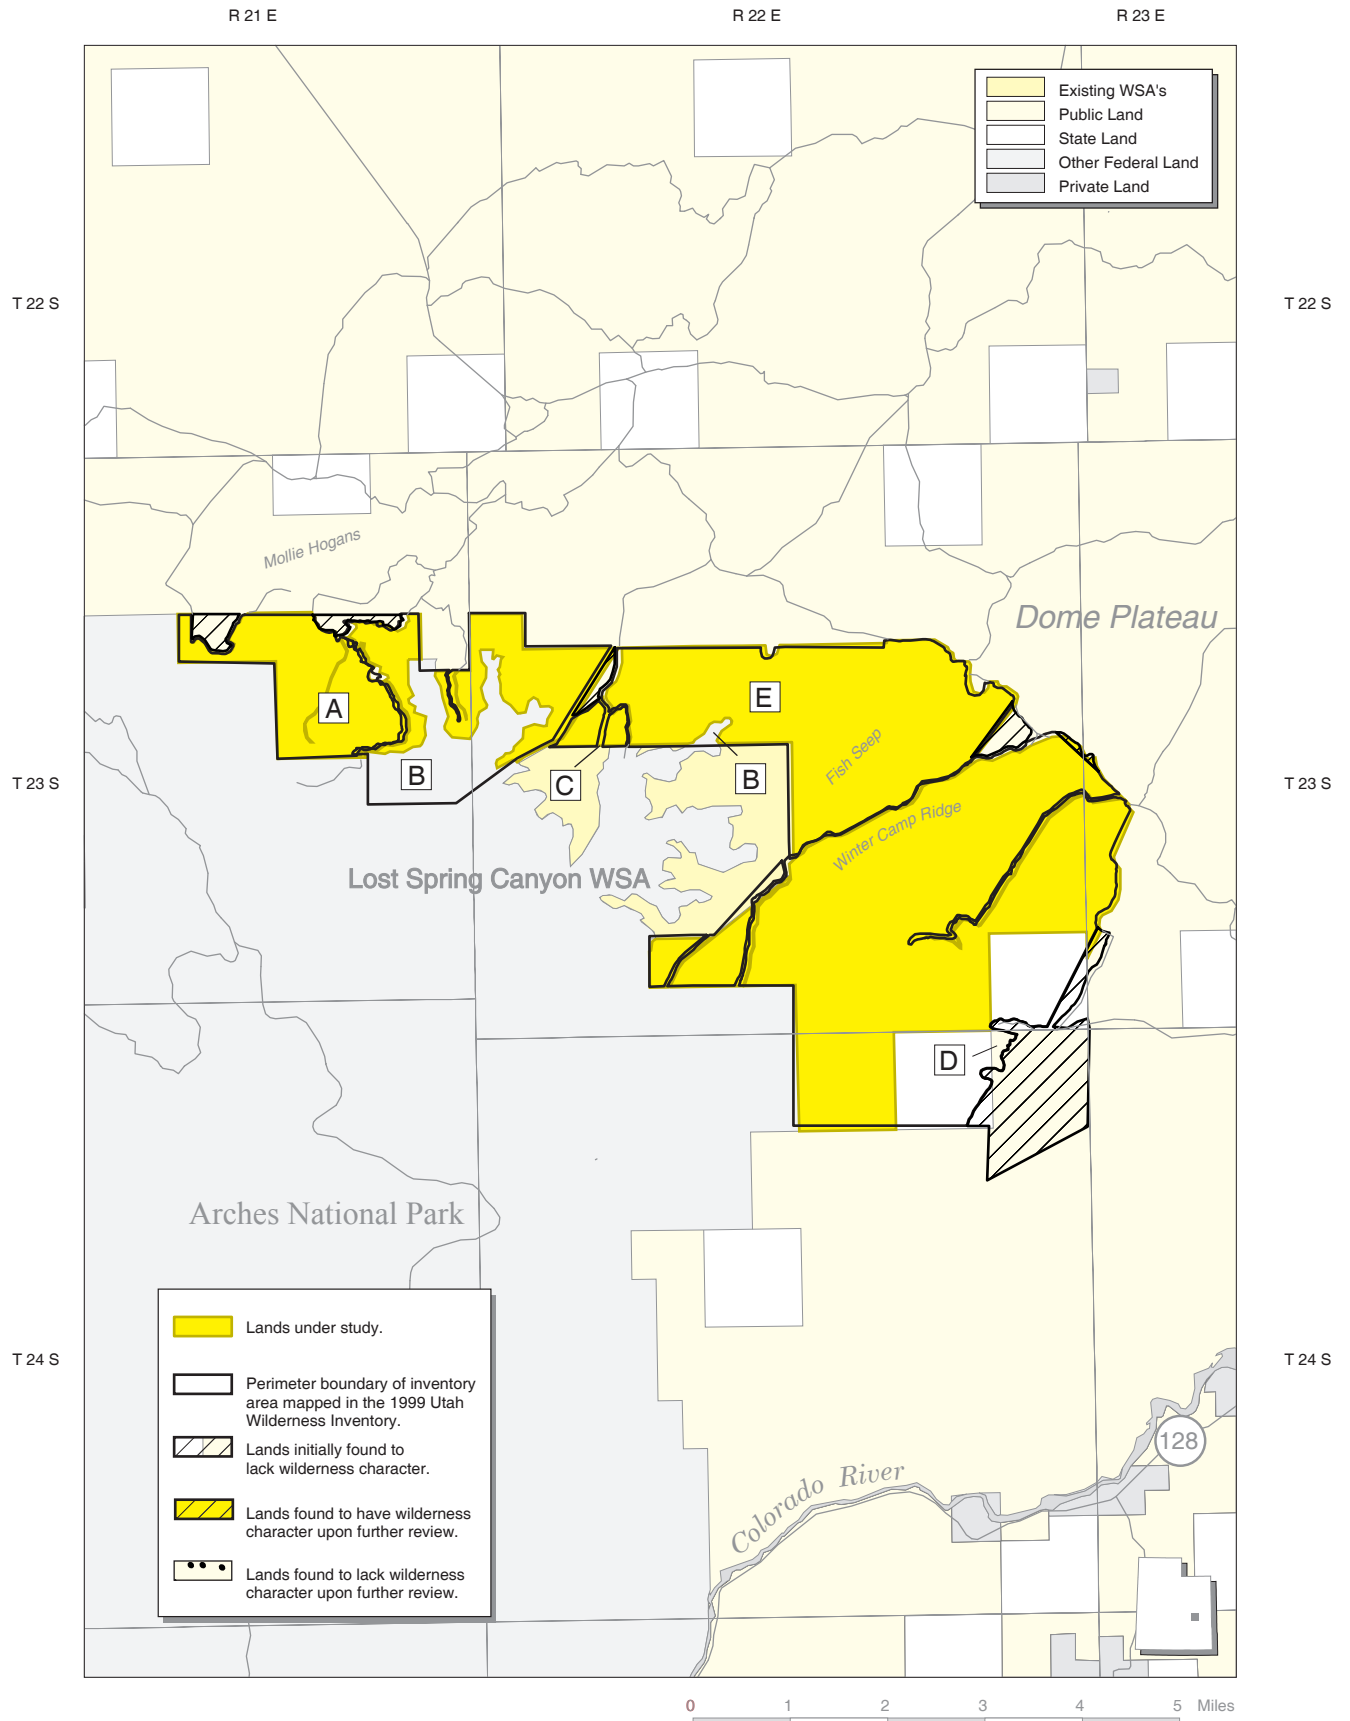 R 21 E
R 22 E
R 23 E
Existing WSA's
Public Land
State Land
Other Federal Land
Private Land
T 22 S
T 22 S
Mollie Hogans
Dome Plateau
A
E
B
C
B
Fish Seep
T 23 S
T 23 S
Winter Camp Ridge
Lost Spring Canyon WSA
D
Arches National Park
Lands under study.
Perimeter boundary of inventory
area mapped in the 1999 Utah
Wilderness Inventory.
Lands initially found to
lack wilderness character.
Lands found to have wilderness
character upon further review.
Lands found to lack wilderness
character upon further review.
T 24 S
T 24 S
128
Colorado River
0 1 2 3 4 5 Miles